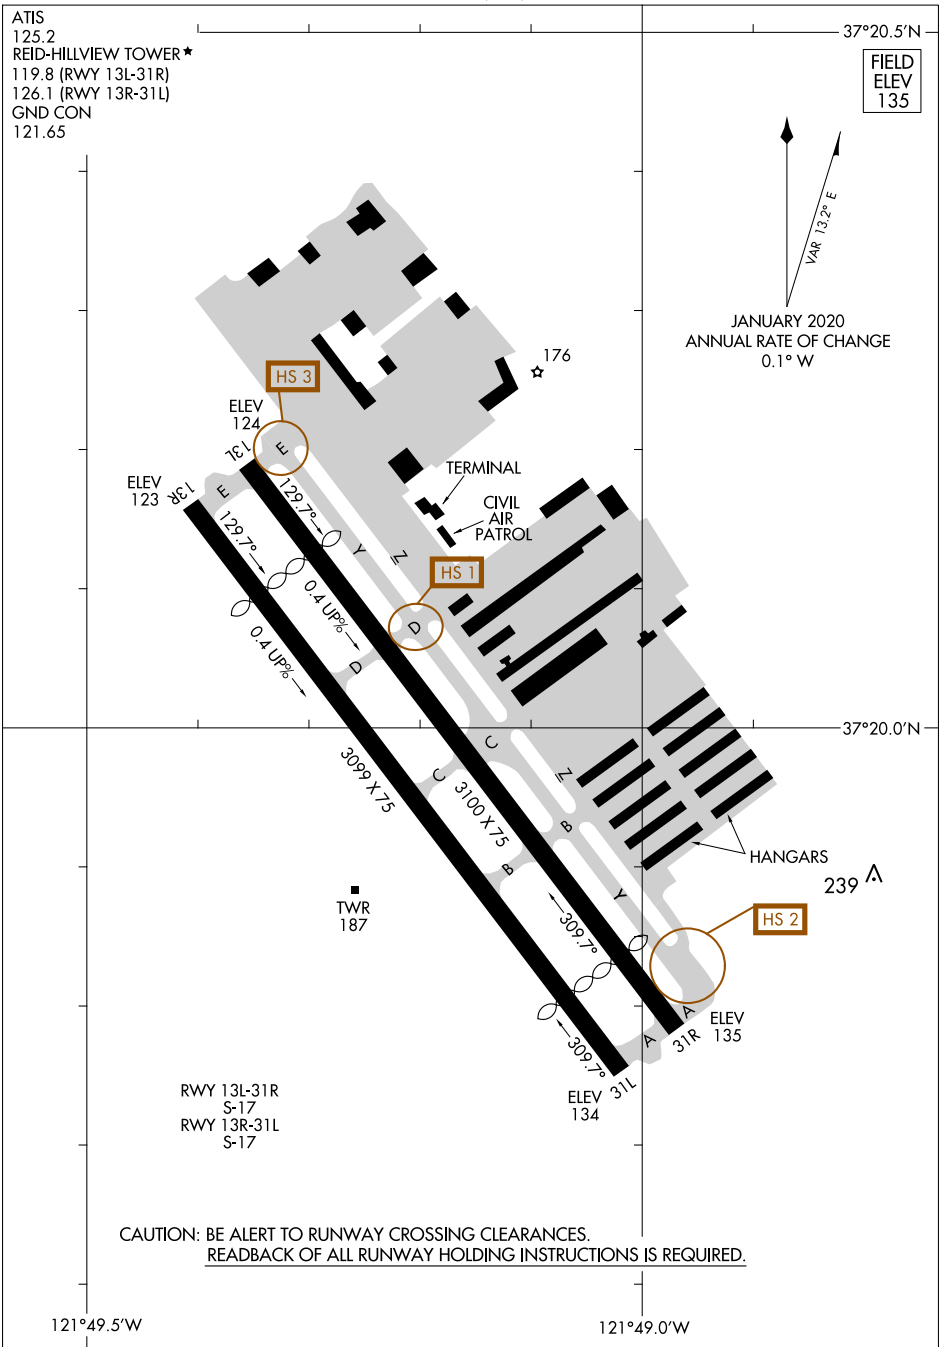 ATIS
125.2
REID-HILLVIEW TOWER★
119.8 (RWY 13L-31R)
126.1 (RWY 13R-31L)
GND CON
121.65
37°20.5'N
FIELD
ELEV
135
VAR 13.2° E
JANUARY 2020
ANNUAL RATE OF CHANGE
0.1° W
176
HS 3
ELEV
124
13L
E
ELEV
123
13R
E
129.7°
129.7°
TERMINAL
CIVIL
AIR
PATROL
Y
Z
HS 1
0.4 UP%
D
0.4 UP%
D
37°20.0'N
C
C
Z
3099 X 75
3100 X 75
B
B
HANGARS
239
TWR
187
Y
HS 2
309.7°
A
ELEV
135
31R
A
309.7°
31L
ELEV
134
RWY 13L-31R
S-17
RWY 13R-31L
S-17
CAUTION: BE ALERT TO RUNWAY CROSSING CLEARANCES.
READBACK OF ALL RUNWAY HOLDING INSTRUCTIONS IS REQUIRED.
121°49.5'W
121°49.0'W